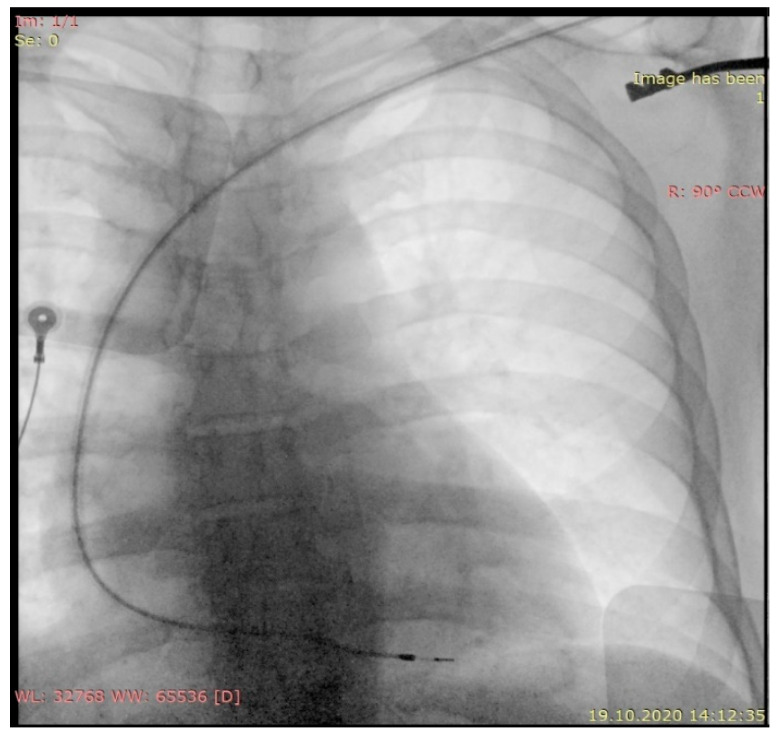 Im: 1/1
Se: 0
Image has been
1
R: 90° CCW
WL: 32768 WW: 65536 [D]
19.10.2020 14:12:35